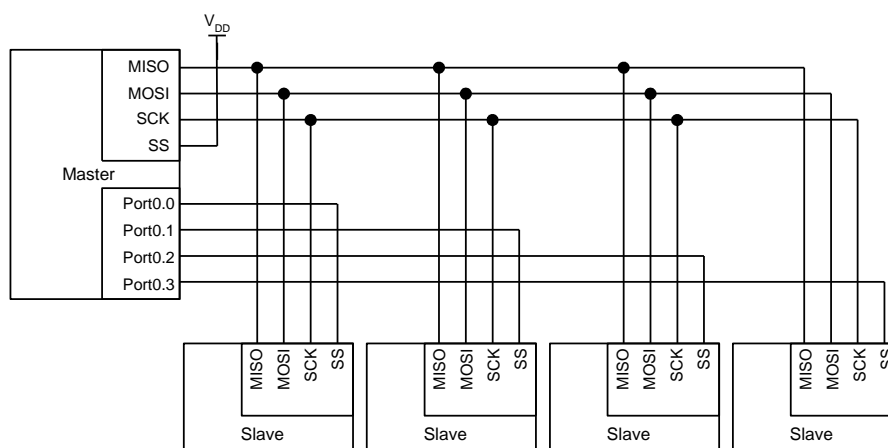 VDD
MISO
MOSI
SCK
SS
Master
Port0.0
Port0.1
Port0.2
Port0.3
MISO
MOSI
SCK
SS
Slave
MISO
MOSI
SCK
SS
Slave
MISO
MOSI
SCK
SS
Slave
MISO
MOSI
SCK
SS
Slave